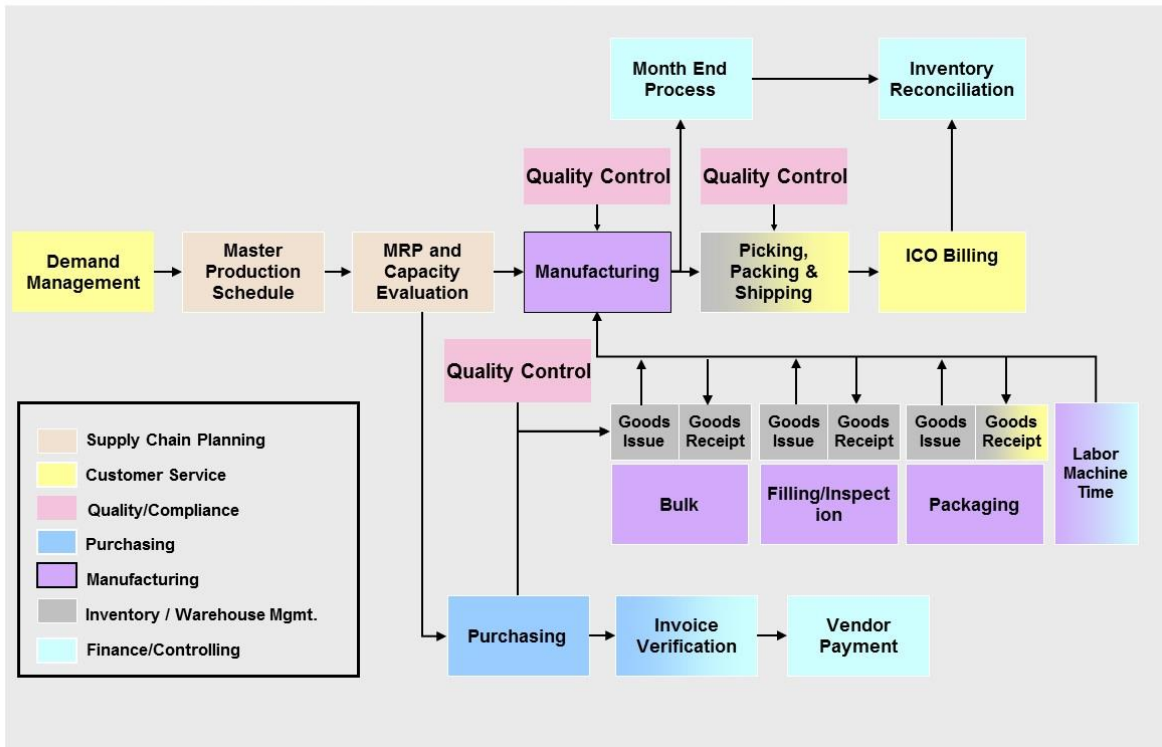 Month End
Process
Inventory
Reconciliation
Quality Control
Quality Control
Demand
Management
Master
Production
Schedule
MRP and
Capacity
Evaluation
Manufacturing
Picking,
Packing &
Shipping
ICO Billing
Quality Control
Goods
Issue
Goods
Receipt
Goods
Issue
Goods
Receipt
Goods
Issue
Goods
Receipt
Labor
Machine
Time
Bulk
Filling/Inspect
ion
Packaging
Supply Chain Planning
Customer Service
Quality/Compliance
Purchasing
Manufacturing
Inventory / Warehouse Mgmt.
Finance/Controlling
Purchasing
Invoice
Verification
Vendor
Payment